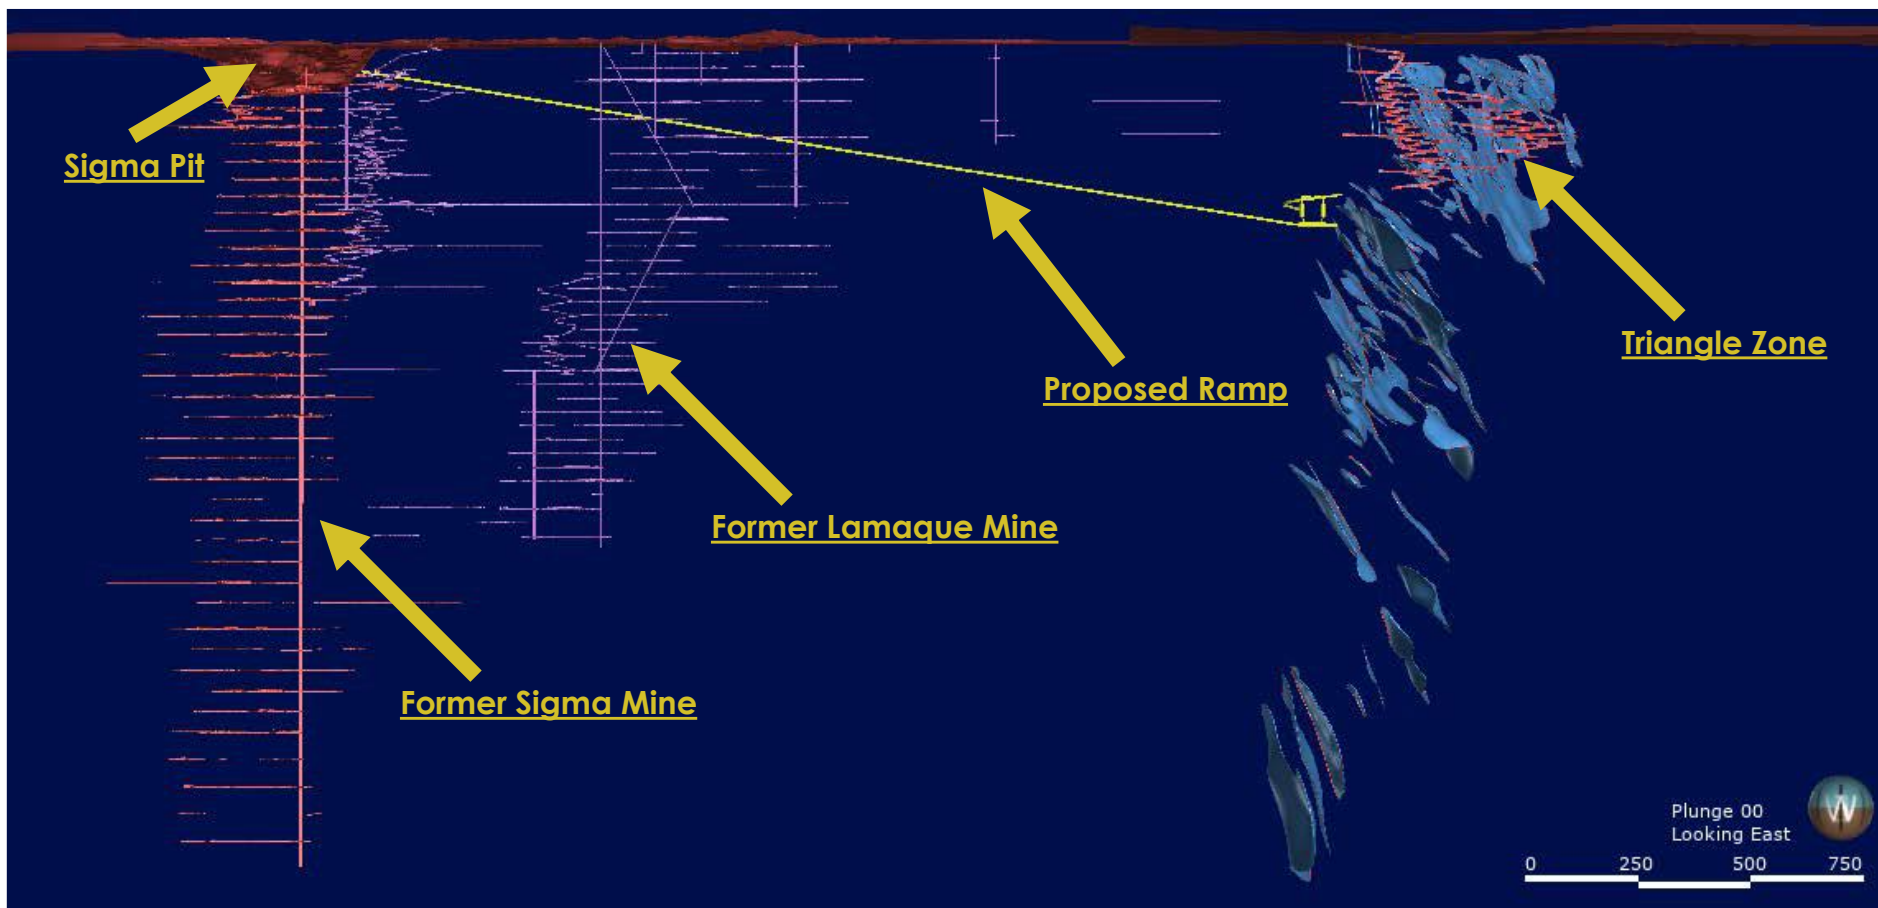 Sigma Pit
Triangle Zone
Proposed Ramp
Former Lamaque Mine
Former Sigma Mine
Plunge 00
Looking East
W
0 250 500 750